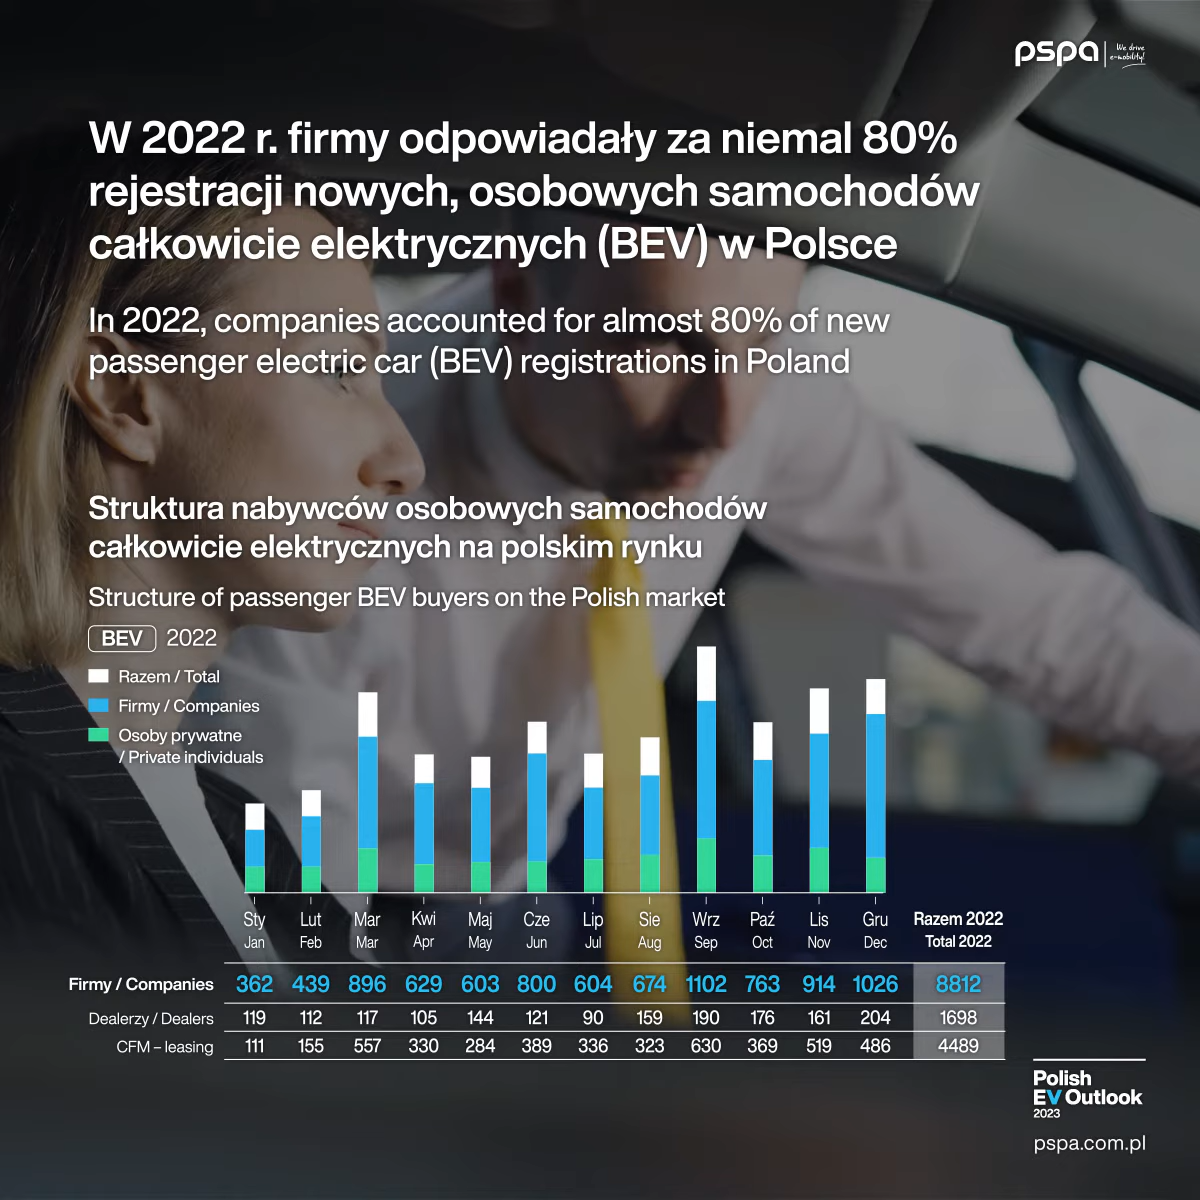 pspa
We drive
e-mobility!
W 2022 r. firmy odpowiadały za niemal 80%
rejestracji nowych, osobowych samochodów
całkowicie elektrycznych (BEV) w Polsce
In 2022, companies accounted for almost 80% of new
passenger electric car (BEV) registrations in Poland
Struktura nabywców osobowych samochodów
całkowicie elektrycznych na polskim rynku
Structure of passenger BEV buyers on the Polish market
BEV 2022
Razem / Total
Firmy / Companies
Osoby prywatne
/ Private individuals
Sty Lut Mar Kwi Maj Cze Lip Sie Wrz Paź Lis Gru Razem 2022
Jan Feb Mar Apr May Jun Jul Aug Sep Oct Nov Dec Total 2022
Firmy / Companies 362 439 896 629 603 800 604 674 1102 763 914 1026 8812
Dealerzy / Dealers 119 112 117 105 144 121 90 159 190 176 161 204 1698
CFM – leasing 111 155 557 330 284 389 336 323 630 369 519 486 4489
Polish
EV Outlook
2023
pspa.com.pl